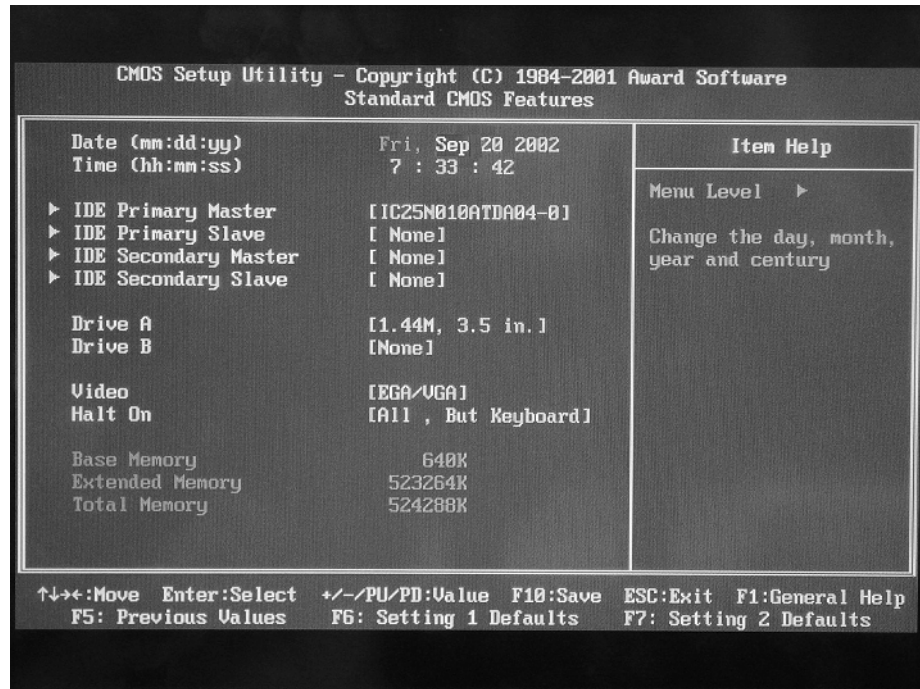 CMOS Setup Utility – Copyright (C) 1984–2001 Award Software
Standard CMOS Features
Date (mm:dd:yy) Fri, Sep 20 2002
Time (hh:mm:ss) 7 : 33 : 42
Item Help
▶ IDE Primary Master [IC25N010ATDA04-0]
▶ IDE Primary Slave [ None]
▶ IDE Secondary Master [ None]
▶ IDE Secondary Slave [ None]
Menu Level ▶
Change the day, month,
year and century
Drive A [1.44M, 3.5 in.]
Drive B [None]
Video [EGA/VGA]
Halt On [All , But Keyboard]
Base Memory 640K
Extended Memory 523264K
Total Memory 524288K
↑↓→←:Move Enter:Select +/-/PU/PD:Value F10:Save ESC:Exit F1:General Help
F5: Previous Values F6: Setting 1 Defaults F7: Setting 2 Defaults